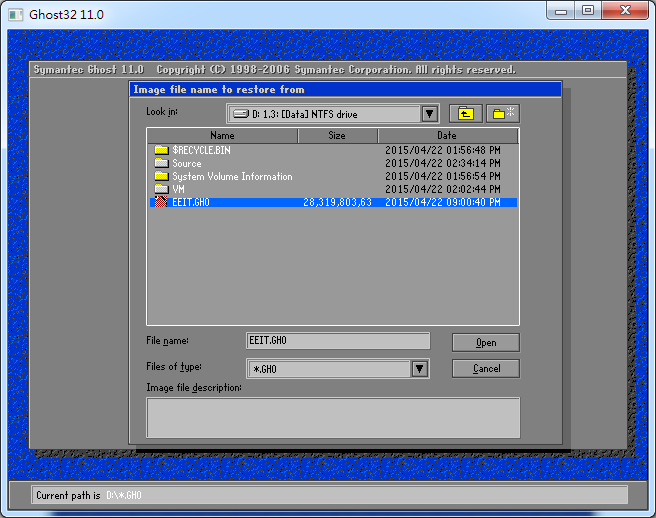 Ghost32 11.0
Symantec Ghost 11.0 Copyright (C) 1998-2006 Symantec Corporation. All rights reserved.
Image file name to restore from
Look in: D: 1.3: [Data] NTFS drive
Name Size Date
$RECYCLE.BIN 2015/04/22 01:56:48 PM
Source 2015/04/22 02:34:14 PM
System Volume Information 2015/04/22 01:56:54 PM
VM 2015/04/22 02:02:44 PM
EEIT.GHO 28,319,803,63 2015/04/22 09:00:40 PM
File name: EEIT.GHO
Open
Files of type: *.GHO
Cancel
Image file description:
Current path is D:\*.GHO